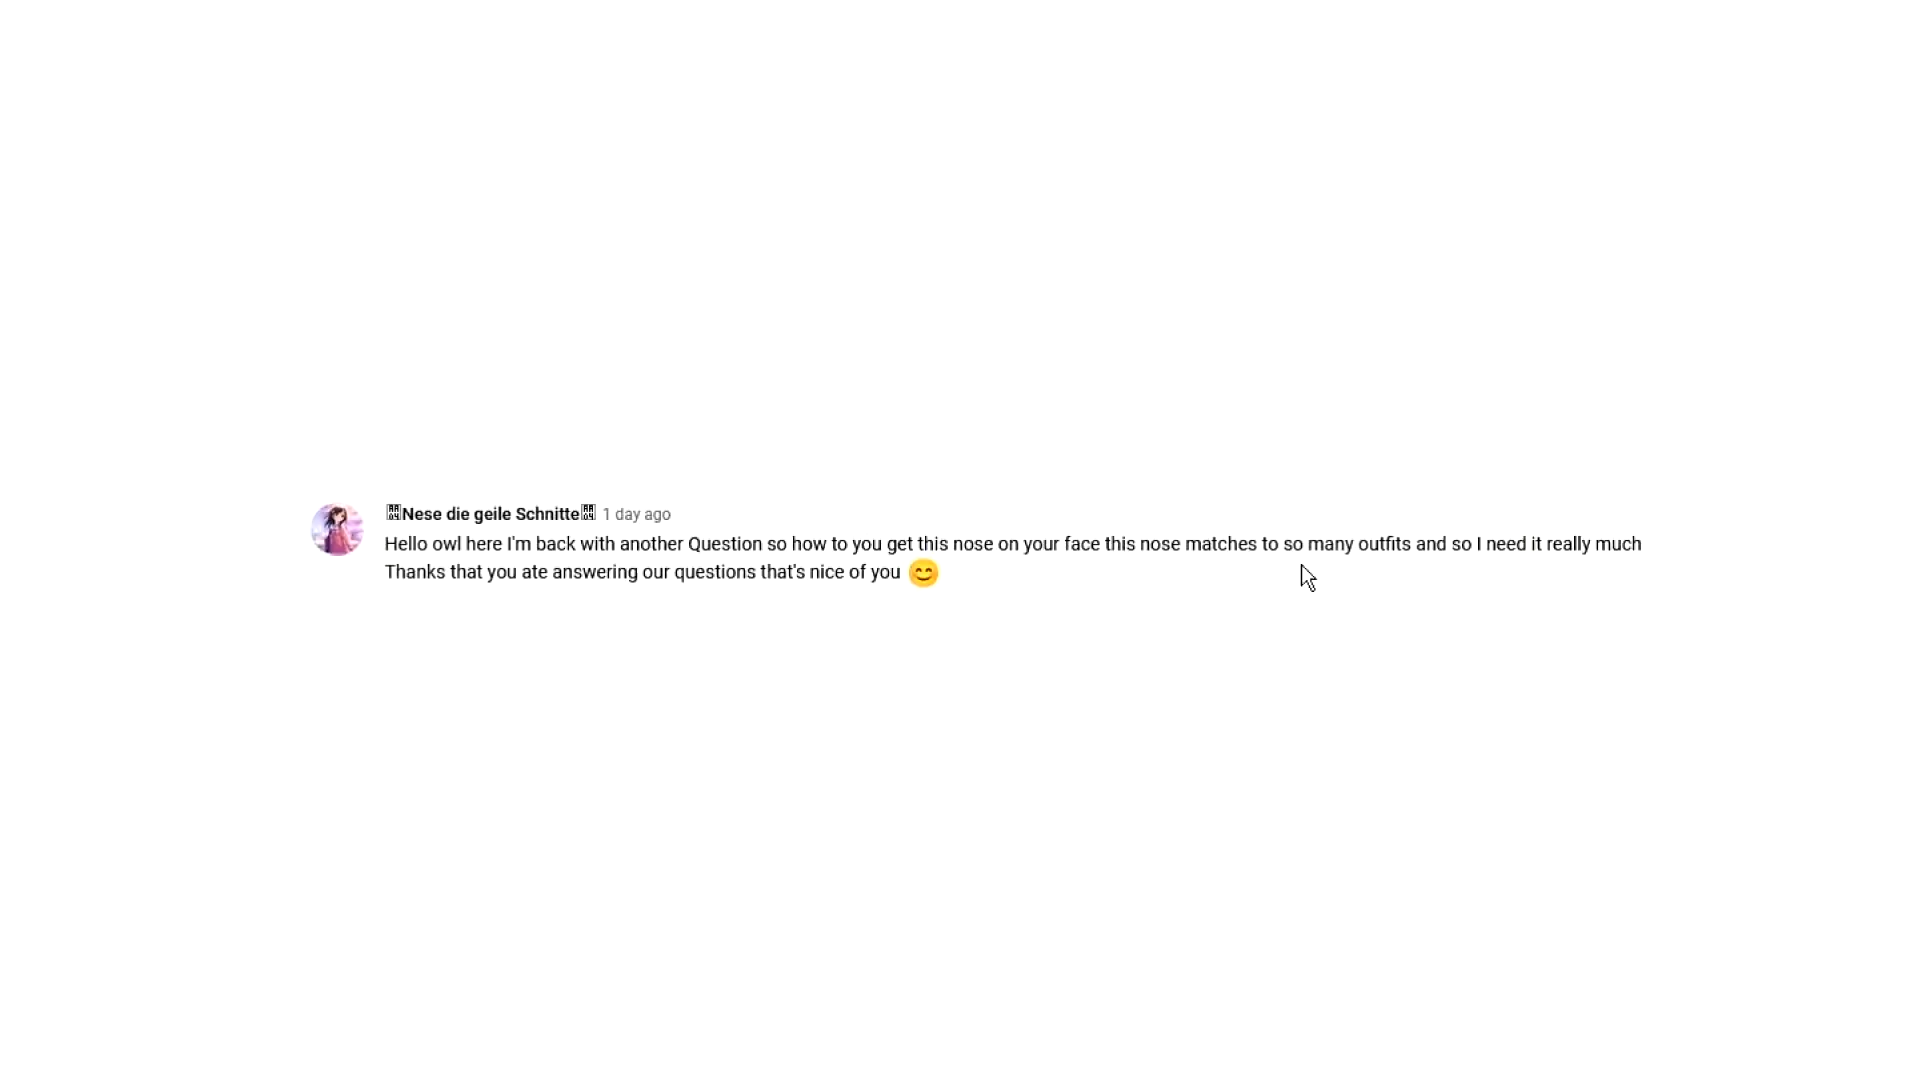 Nese die geile Schnitte 1 day ago
Hello owl here I'm back with another Question so how to you get this nose on your face this nose matches to so many outfits and so I need it really much
Thanks that you ate answering our questions that's nice of you 😊